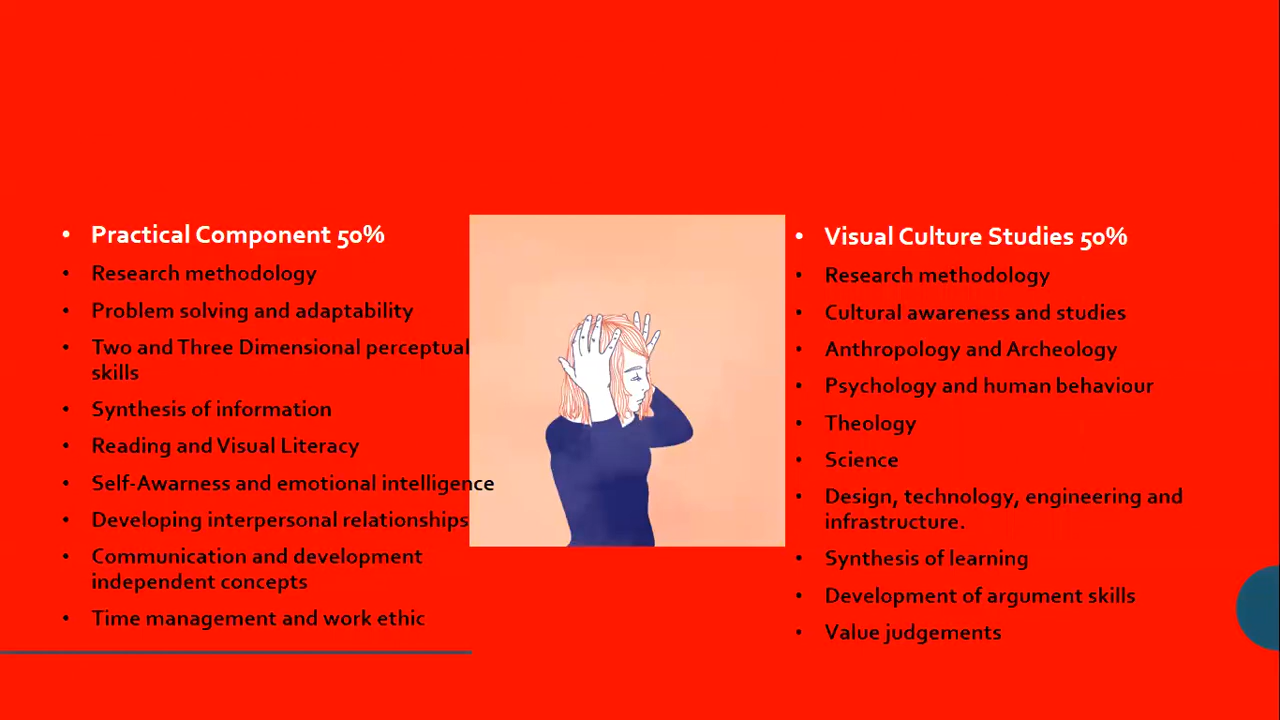 • Practical Component 50%
• Research methodology
• Problem solving and adaptability
• Two and Three Dimensional perceptual
skills
• Synthesis of information
• Reading and Visual Literacy
• Self-Awarness and emotional intelligence
• Developing interpersonal relationships
• Communication and development
independent concepts
• Time management and work ethic
• Visual Culture Studies 50%
• Research methodology
• Cultural awareness and studies
• Anthropology and Archeology
• Psychology and human behaviour
• Theology
• Science
• Design, technology, engineering and
infrastructure.
• Synthesis of learning
• Development of argument skills
• Value judgements